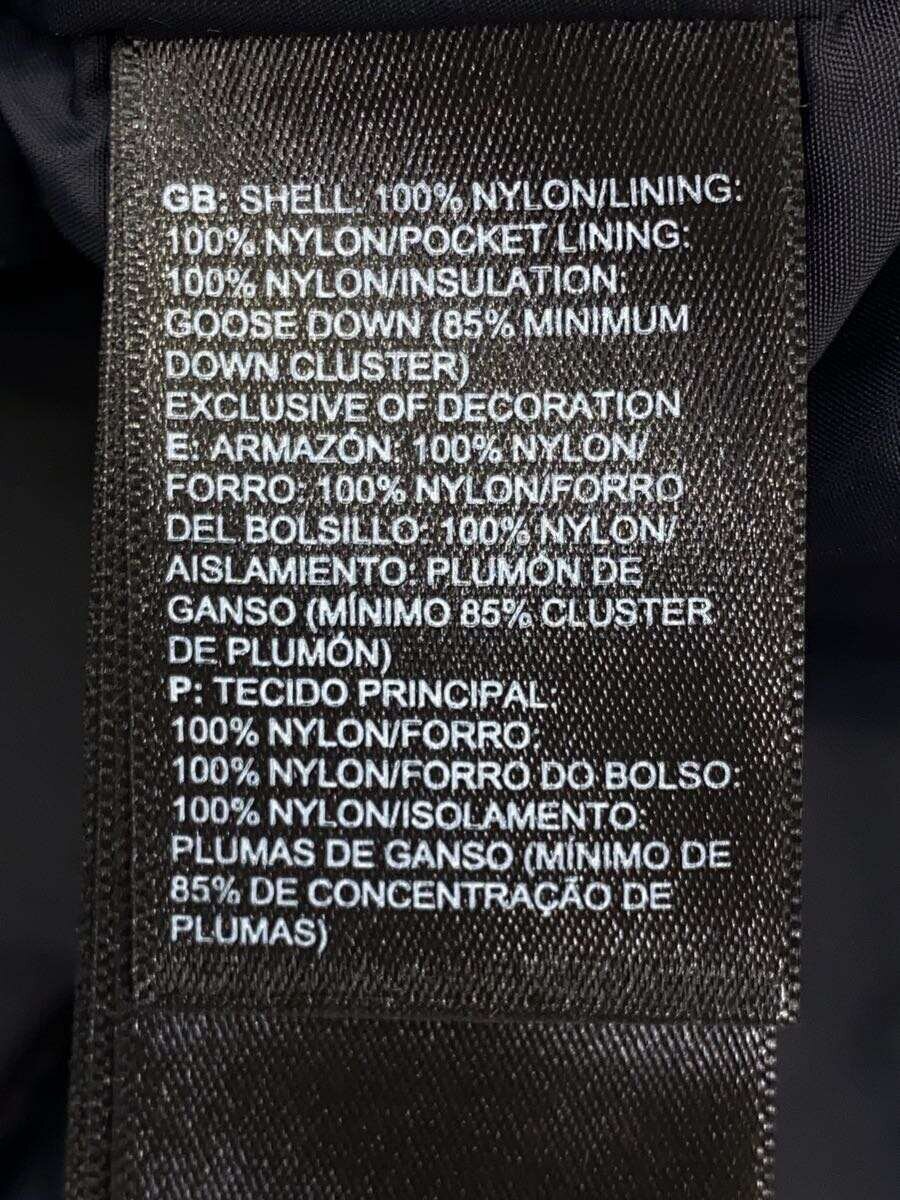 GB: SHELL: 100% NYLON/LINING:
100% NYLON/POCKET LINING:
100% NYLON/INSULATION:
GOOSE DOWN (85% MINIMUM
DOWN CLUSTER)
EXCLUSIVE OF DECORATION
E: ARMAZÓN: 100% NYLON/
FORRO: 100% NYLON/FORRO
DEL BOLSILLO: 100% NYLON/
AISLAMIENTO: PLUMÓN DE
GANSO (MÍNIMO 85% CLUSTER
DE PLUMÓN)
P: TECIDO PRINCIPAL:
100% NYLON/FORRO:
100% NYLON/FORRO DO BOLSO:
100% NYLON/ISOLAMENTO:
PLUMAS DE GANSO (MÍNIMO DE
85% DE CONCENTRAÇÃO DE
PLUMAS)